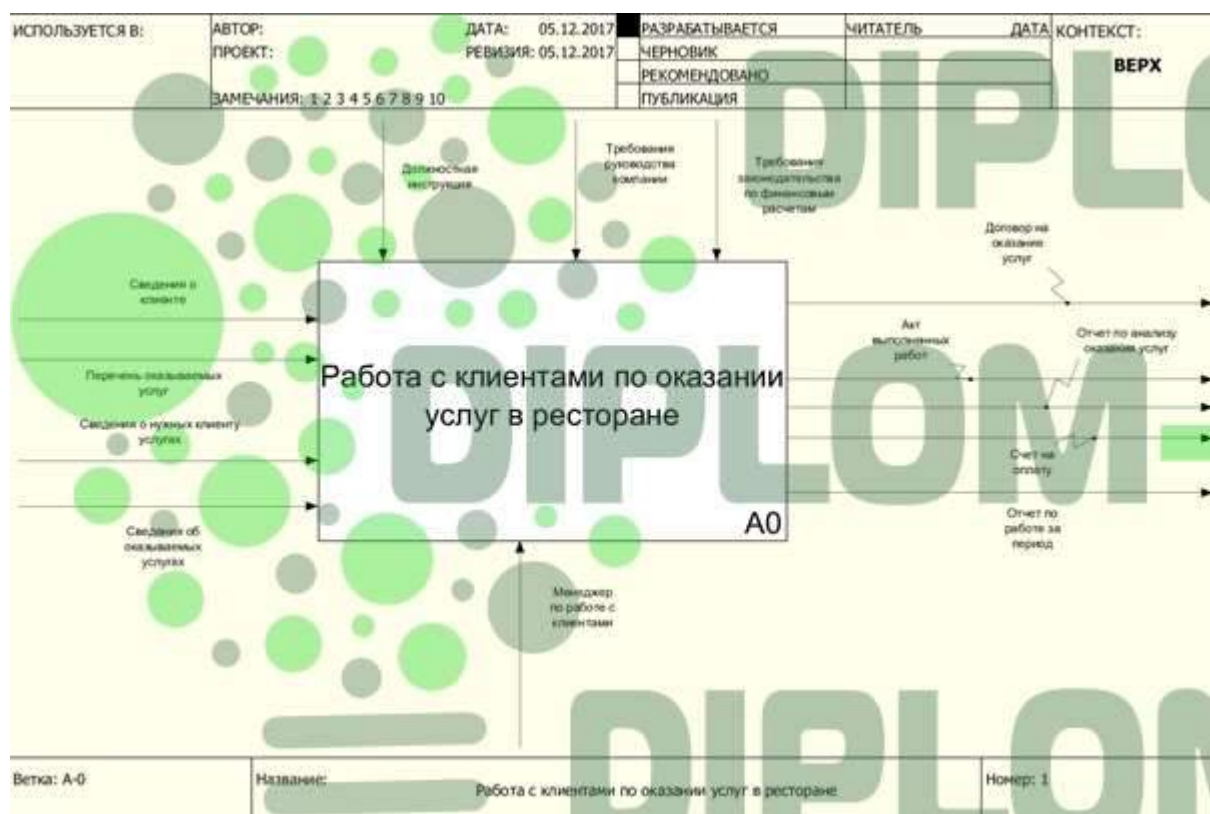 ИСПОЛЬЗУЕТСЯ В:
АВТОР:
ДАТА: 05.12.2017
ПРОЕКТ:
РЕВИЗИЯ: 05.12.2017
ЗАМЕЧАНИЯ: 1 2 3 4 5 6 7 8 9 10
РАЗРАБАТЫВАЕТСЯ
ЧЕРНОВИК
РЕКОМЕНДОВАНО
ПУБЛИКАЦИЯ
ЧИТАТЕЛЬ
ДАТА
КОНТЕКСТ:
ВЕРХ
DIPLO
Должностная
инструкция
Требования
руководства
компании
Требования
законодательства
по финансовым
расчетам
Сведения о
клиенте
Перечень оказываемых
услуг
Сведения о нужных клиенту
услугах
Сведения об
оказываемых
услугах
Работа с клиентами по оказании
услуг в ресторане
A0
DIPLOM-
Договор на
оказание
услуг
Акт
выполненных
работ
Отчет по анализу
оказания услуг
Счет на
оплату
Отчет по
работе за
период
Менеджер
по работе с
клиентами
DIPLOM
Ветка: A-0
Название:
Работа с клиентами по оказании услуг в ресторане
Номер: 1